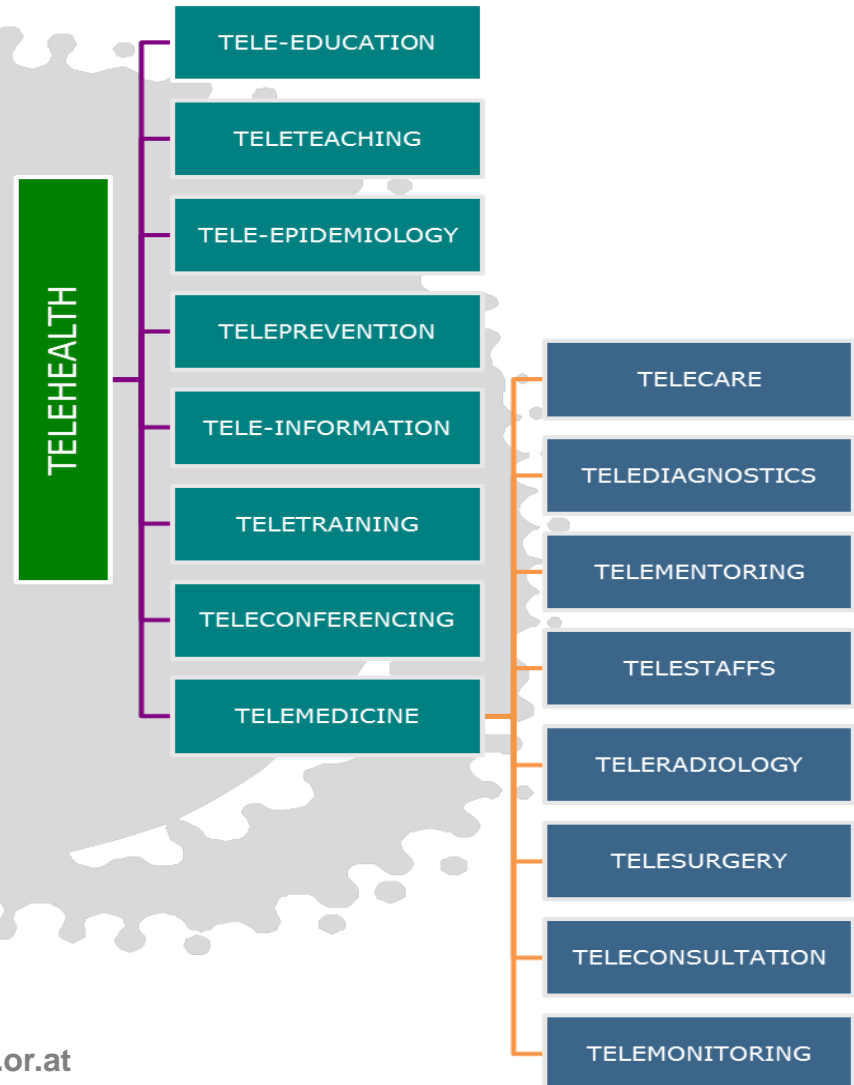 TELEHEALTH
TELE-EDUCATION
TELETEACHING
TELE-EPIDEMIOLOGY
TELEPREVENTION
TELE-INFORMATION
TELETRAINING
TELECONFERENCING
TELEMEDICINE
TELECARE
TELEDIAGNOSTICS
TELEMENTORING
TELESTAFFS
TELERADIOLOGY
TELESURGERY
TELECONSULTATION
TELEMONITORING
.or.at